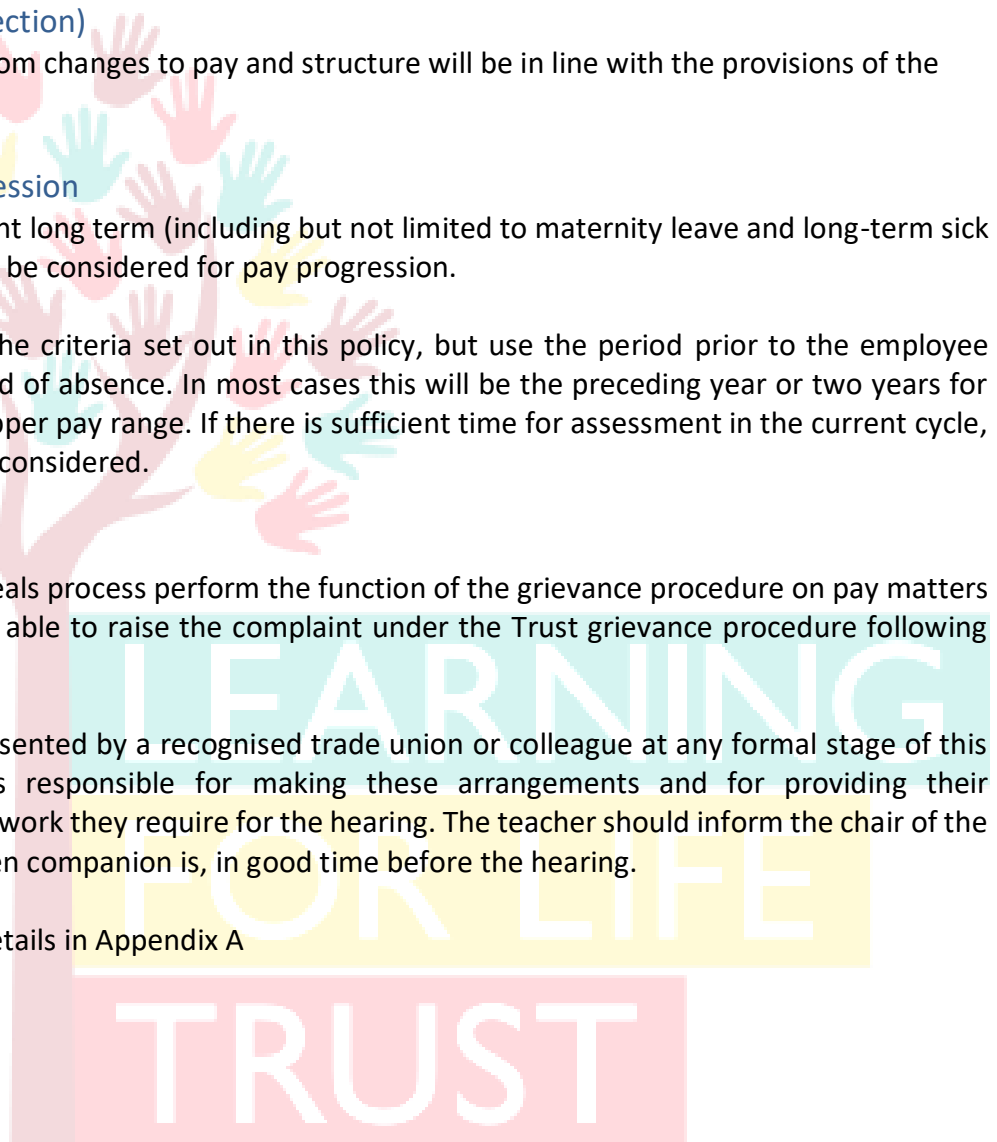 ection)
om changes to pay and structure will be in line with the provisions of the
ession
nt long term (including but not limited to maternity leave and long-term sick
be considered for pay progression.
he criteria set out in this policy, but use the period prior to the employee
d of absence. In most cases this will be the preceding year or two years for
pper pay range. If there is sufficient time for assessment in the current cycle,
considered.
eals process perform the function of the grievance procedure on pay matters
able to raise the complaint under the Trust grievance procedure following
LEARNING
sented by a recognised trade union or colleague at any formal stage of this
s responsible for making these arrangements and for providing their
work they require for the hearing. The teacher should inform the chair of the
en companion is, in good time before the hearing.
FOR LIFE
etails in Appendix A
TRUST